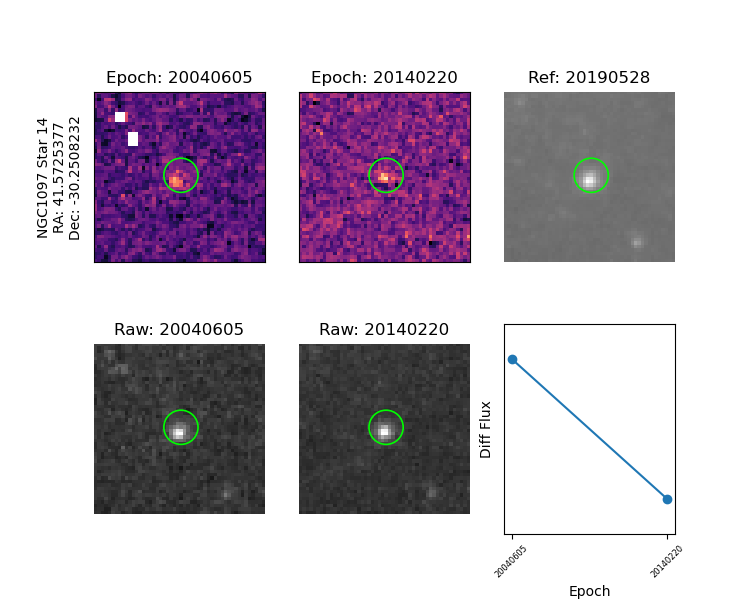 Epoch: 20040605
Epoch: 20140220
Ref: 20190528
NGC1097 Star 14
RA: 41.5725377
Dec: -30.2508232
Raw: 20040605
Raw: 20140220
Diff Flux
20040605
20140220
Epoch